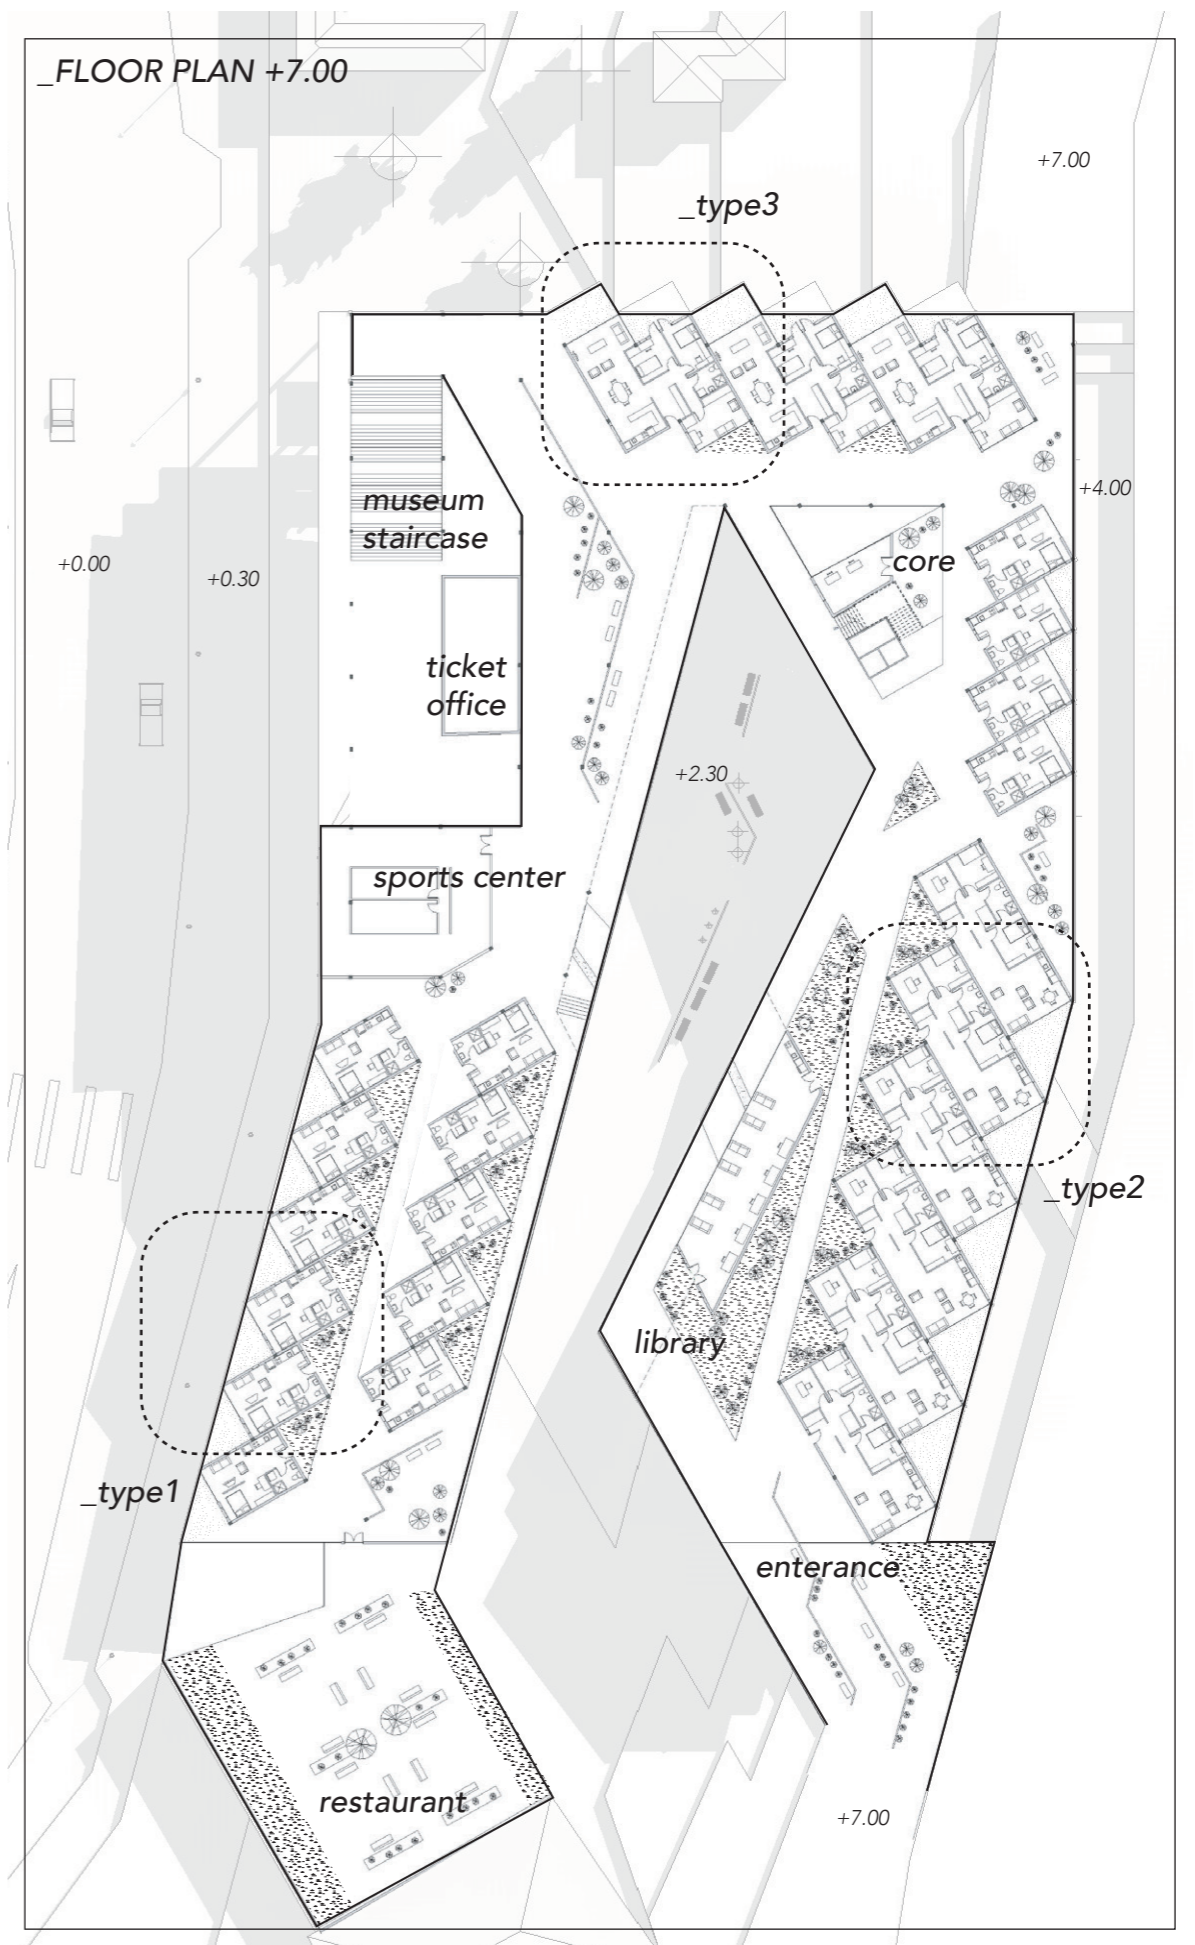 _FLOOR PLAN +7.00
+7.00
_type3
+4.00
museum
staircase
core
+0.00
+0.30
ticket
office
+2.30
sports center
_type2
library
_type1
enterance
restaurant
+7.00